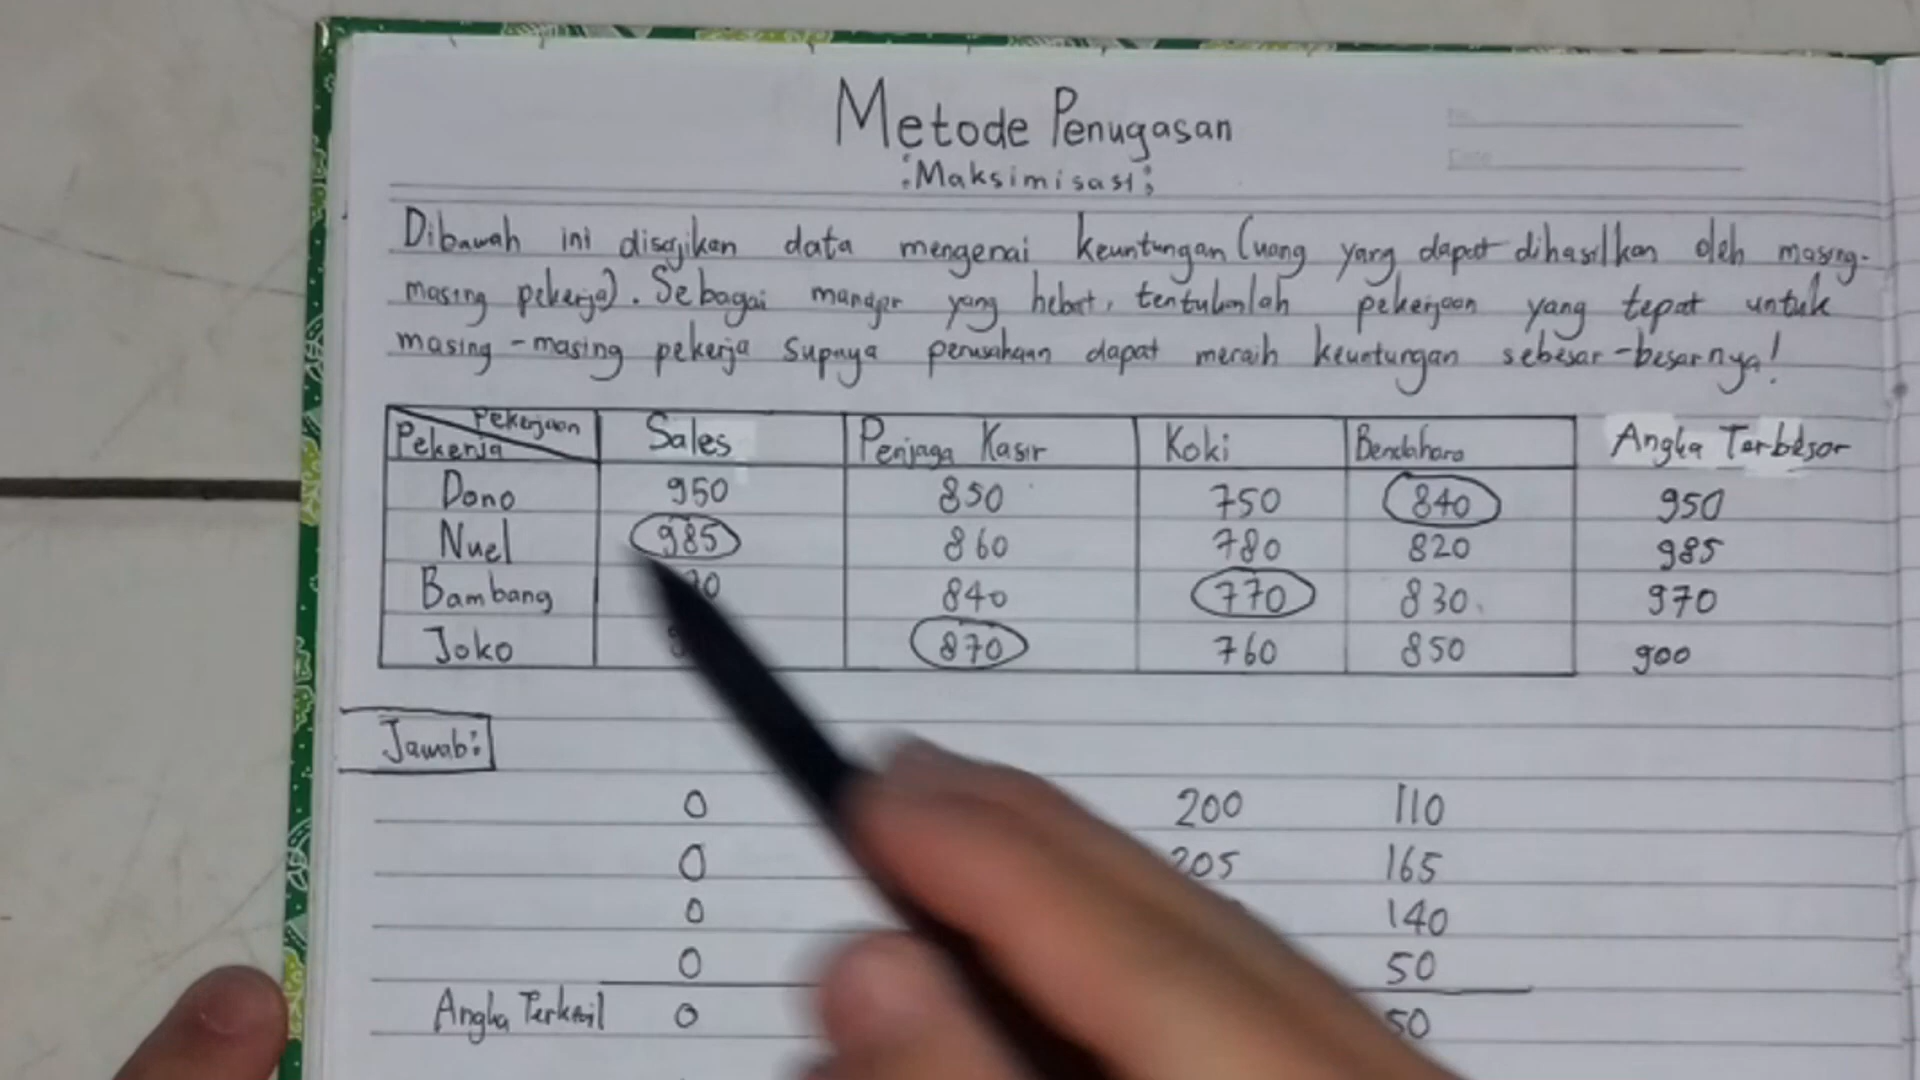 Metode Penugasan
:Maksimisasi:
Dibawah ini disajikan data mengenai keuntungan (uang yang dapat dihasilkan oleh masing-
masing pekerja). Sebagai manajer yang hebat, tentukanlah pekerjaan yang tepat untuk
masing-masing pekerja supaya perusahaan dapat meraih keuntungan sebesar-besarnya!
Pekerjaan
Pekerja Sales Penjaga Kasir Koki Bendahara Angka Terbesar
Dono 950 850 750 840 950
Nuel 985 860 780 820 985
Bambang 840 770 830 970
Joko 870 760 850 900
Jawab:
0 200 110
0 205 165
0 140
0 50
Angka Terkecil 0 50